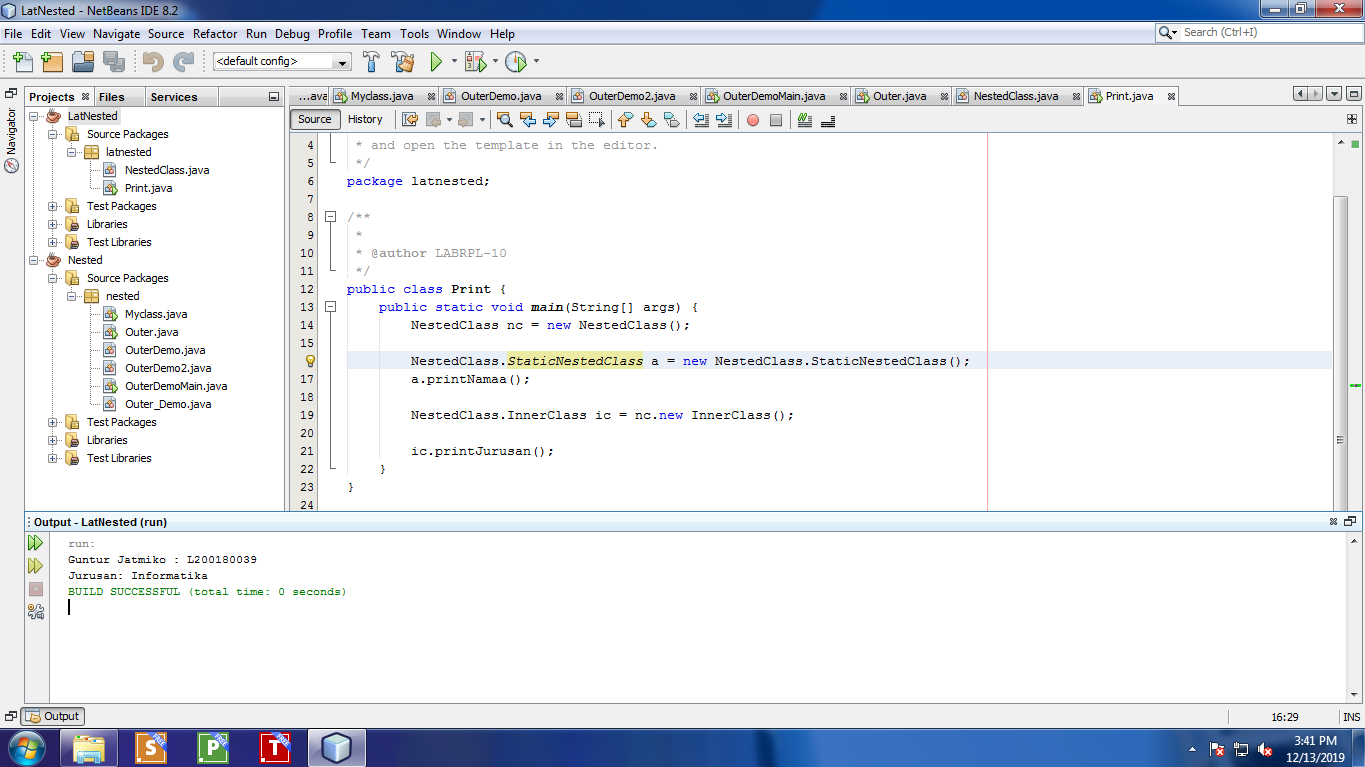 LatNested - NetBeans IDE 8.2
File Edit View Navigate Source Refactor Run Debug Profile Team Tools Window Help
Search (Ctrl+I)
<default config>
Projects Files Services
...ava Myclass.java OuterDemo.java OuterDemo2.java OuterDemoMain.java Outer.java NestedClass.java Print.java
Navigator
LatNested
Source Packages
latnested
NestedClass.java
Print.java
Test Packages
Libraries
Test Libraries
Nested
Source Packages
nested
Myclass.java
Outer.java
OuterDemo.java
OuterDemo2.java
OuterDemoMain.java
Outer_Demo.java
Test Packages
Libraries
Test Libraries
Source History
4 * and open the template in the editor.
5 */
6 package latnested;
7
8 /**
9 *
10 * @author LABRPL-10
11 */
12 public class Print {
13 public static void main(String[] args) {
14 NestedClass nc = new NestedClass();
15
NestedClass.StaticNestedClass a = new NestedClass.StaticNestedClass();
17 a.printNamaa();
18
19 NestedClass.InnerClass ic = nc.new InnerClass();
20
21 ic.printJurusan();
22 }
23 }
24
Output - LatNested (run)
run:
Guntur Jatmiko : L200180039
Jurusan: Informatika
BUILD SUCCESSFUL (total time: 0 seconds)
Output
16:29 INS
S FREE P FREE T FREE
3:41 PM
12/13/2019